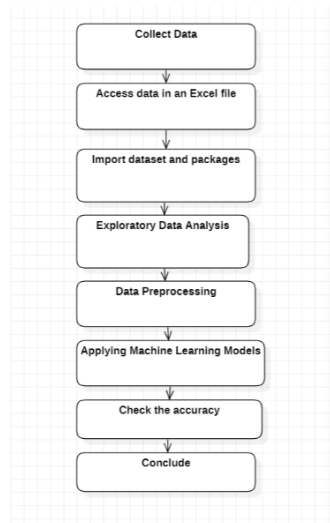 Collect Data
Access data in an Excel file
Import dataset and packages
Exploratory Data Analysis
Data Preprocessing
Applying Machine Learning Models
Check the accuracy
Conclude